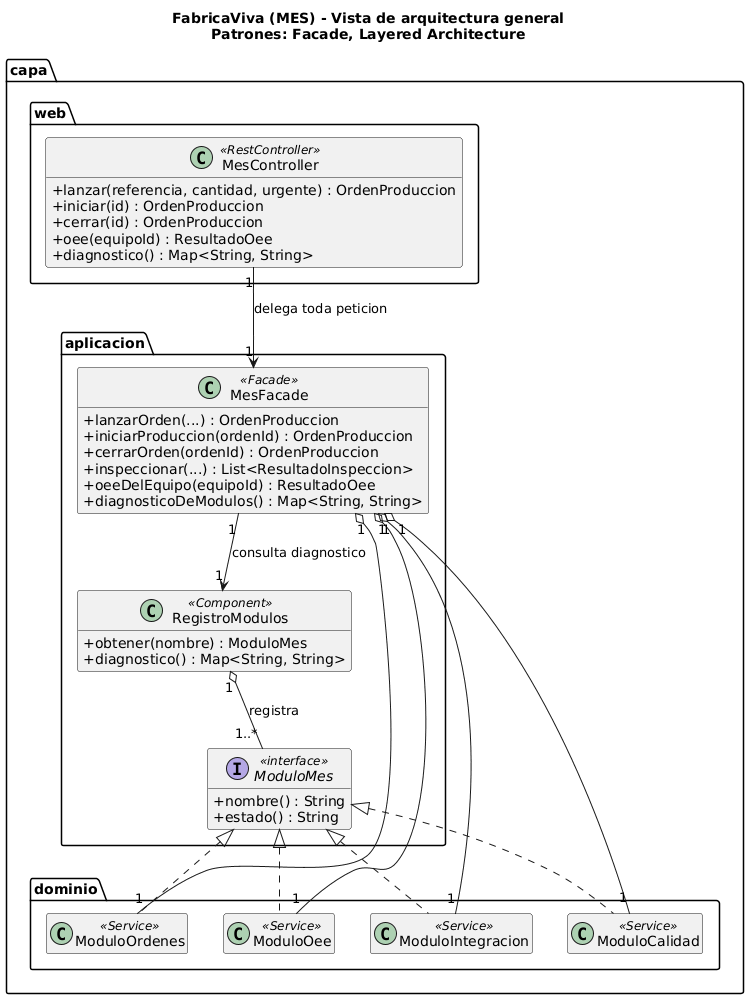 FabricaViva (MES) - Vista de arquitectura general
Patrones: Facade, Layered Architecture
capa
web
C
«RestController»
MesController
+lanzar(referencia, cantidad, urgente) : OrdenProduccion
+iniciar(id) : OrdenProduccion
+cerrar(id) : OrdenProduccion
+oee(equipoId) : ResultadoOee
+diagnostico() : Map<String, String>
1
delega toda peticion
1
aplicacion
C
«Facade»
MesFacade
+lanzarOrden(...) : OrdenProduccion
+iniciarProduccion(ordenId) : OrdenProduccion
+cerrarOrden(ordenId) : OrdenProduccion
+inspeccionar(...) : List<ResultadoInspeccion>
+oeeDelEquipo(equipoId) : ResultadoOee
+diagnosticoDeModulos() : Map<String, String>
1 1 1 1 1
consulta diagnostico
1
C
«Component»
RegistroModulos
+obtener(nombre) : ModuloMes
+diagnostico() : Map<String, String>
1
registra
1..*
I
«interface»
ModuloMes
+nombre() : String
+estado() : String
dominio
1 1 1 1
C
«Service»
ModuloOrdenes
C
«Service»
ModuloOee
C
«Service»
ModuloIntegracion
C
«Service»
ModuloCalidad